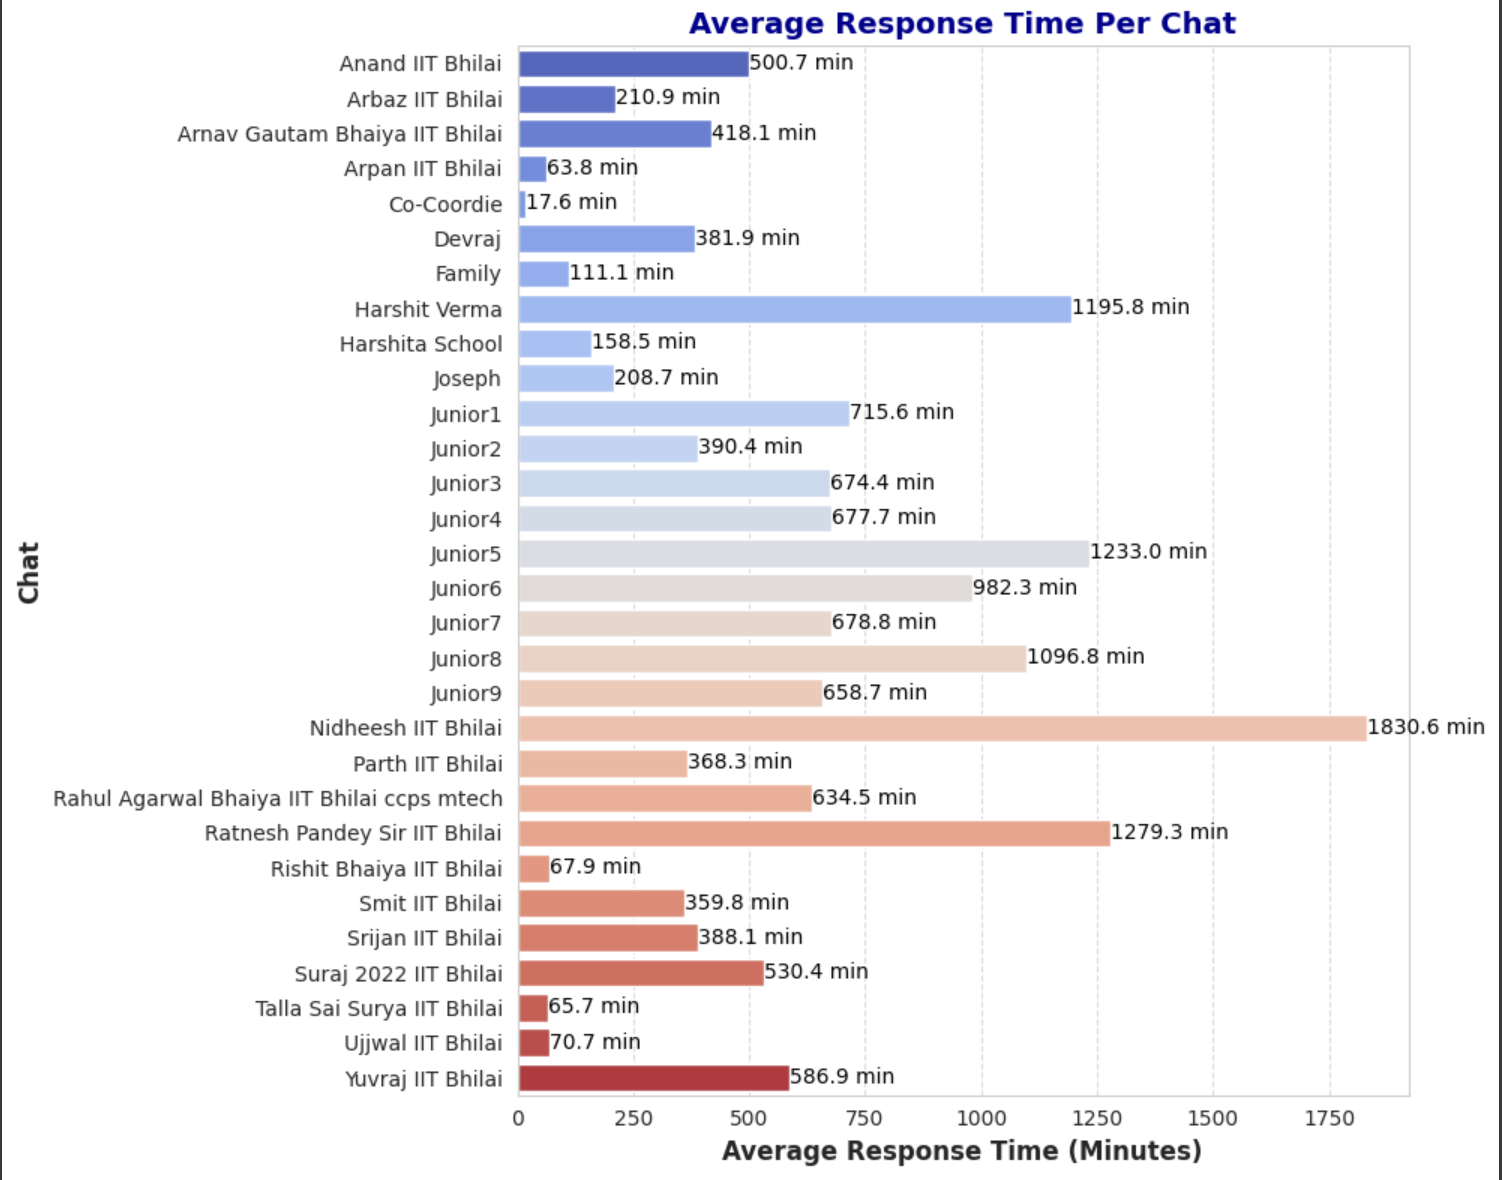 Average Response Time Per Chat
Anand IIT Bhilai 500.7 min
Arbaz IIT Bhilai 210.9 min
Arnav Gautam Bhaiya IIT Bhilai 418.1 min
Arpan IIT Bhilai 63.8 min
Co-Coordie 17.6 min
Devraj 381.9 min
Family 111.1 min
Harshit Verma 1195.8 min
Harshita School 158.5 min
Joseph 208.7 min
Junior1 715.6 min
Junior2 390.4 min
Junior3 674.4 min
Junior4 677.7 min
Junior5 1233.0 min
Junior6 982.3 min
Junior7 678.8 min
Junior8 1096.8 min
Junior9 658.7 min
Nidheesh IIT Bhilai 1830.6 min
Parth IIT Bhilai 368.3 min
Rahul Agarwal Bhaiya IIT Bhilai ccps mtech 634.5 min
Ratnesh Pandey Sir IIT Bhilai 1279.3 min
Rishit Bhaiya IIT Bhilai 67.9 min
Smit IIT Bhilai 359.8 min
Srijan IIT Bhilai 388.1 min
Suraj 2022 IIT Bhilai 530.4 min
Talla Sai Surya IIT Bhilai 65.7 min
Ujjwal IIT Bhilai 70.7 min
Yuvraj IIT Bhilai 586.9 min
Chat
0 250 500 750 1000 1250 1500 1750
Average Response Time (Minutes)